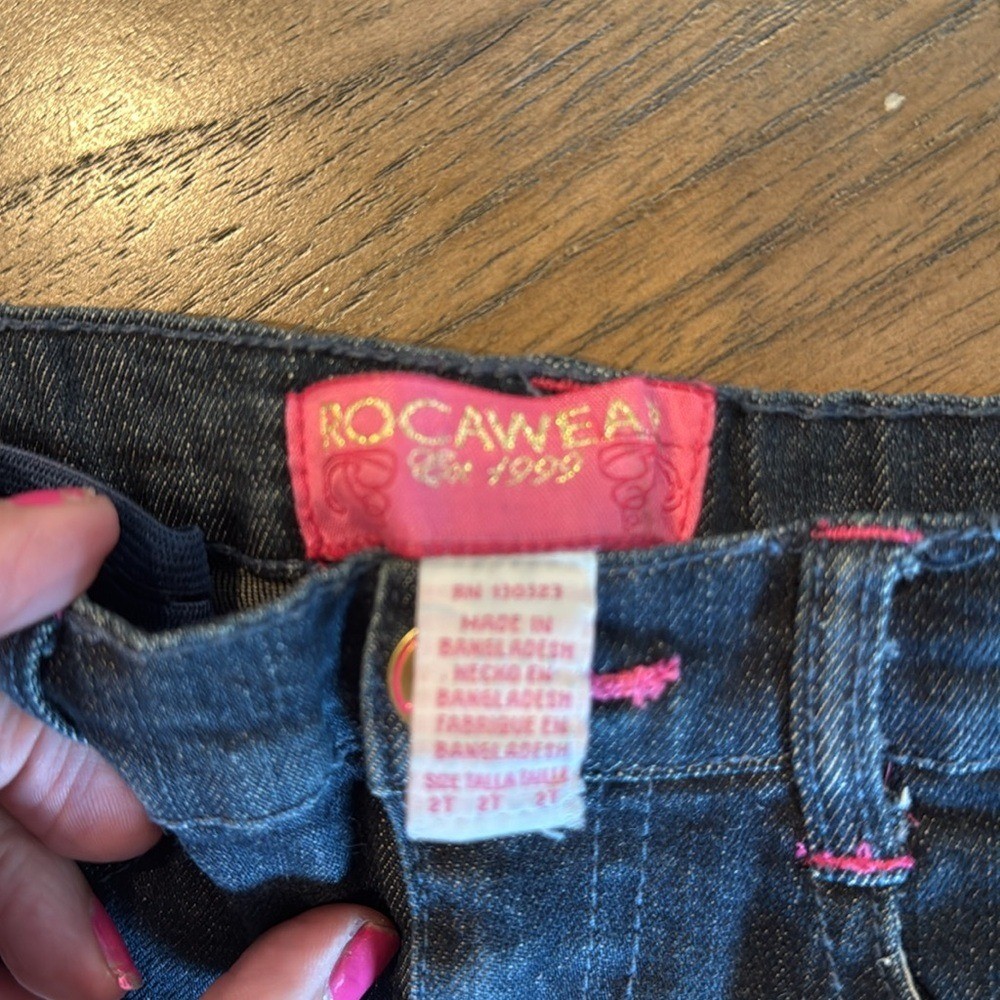 ROCAWEAR
Est 1999
RN 130323
MADE IN
BANGLADESH
HECHO EN
BANGLADESH
FABRIQUE EN
BANGLADESH
SIZE TALLA TAILLE
2T 2T 2T